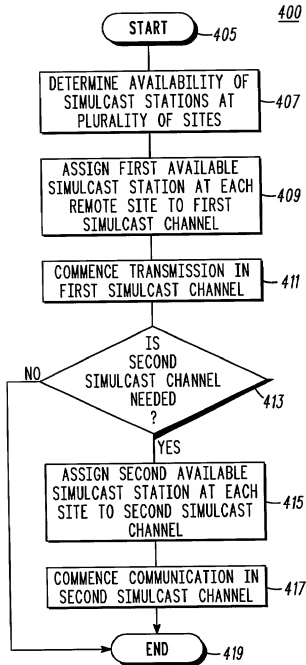 400
START
405
DETERMINE AVAILABILITY OF
SIMULCAST STATIONS AT
PLURALITY OF SITES
407
ASSIGN FIRST AVAILABLE
SIMULCAST STATION AT EACH
REMOTE SITE TO FIRST
SIMULCAST CHANNEL
409
COMMENCE TRANSMISSION IN
FIRST SIMULCAST CHANNEL
411
IS
SECOND
SIMULCAST CHANNEL
NEEDED
?
413
NO
YES
ASSIGN SECOND AVAILABLE
SIMULCAST STATION AT EACH
SITE TO SECOND SIMULCAST
CHANNEL
415
COMMENCE COMMUNICATION IN
SECOND SIMULCAST CHANNEL
417
END
419